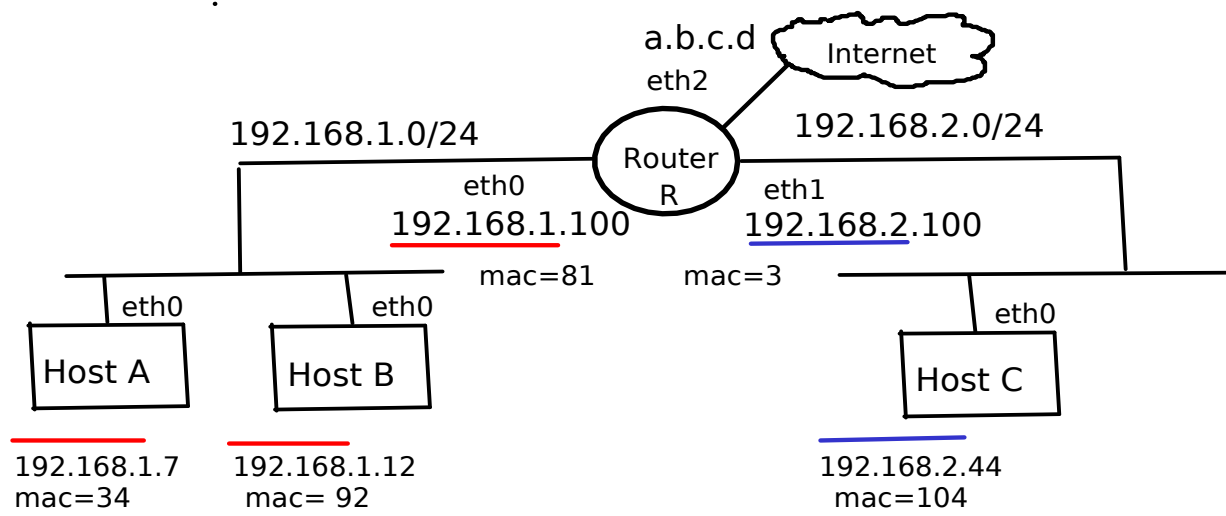 a.b.c.d
Internet
eth2
192.168.1.0/24
192.168.2.0/24
Router
R
eth0
eth1
192.168.1.100
192.168.2.100
mac=81
mac=3
eth0
eth0
eth0
Host A
Host B
Host C
192.168.1.7
mac=34
192.168.1.12
mac= 92
192.168.2.44
mac=104